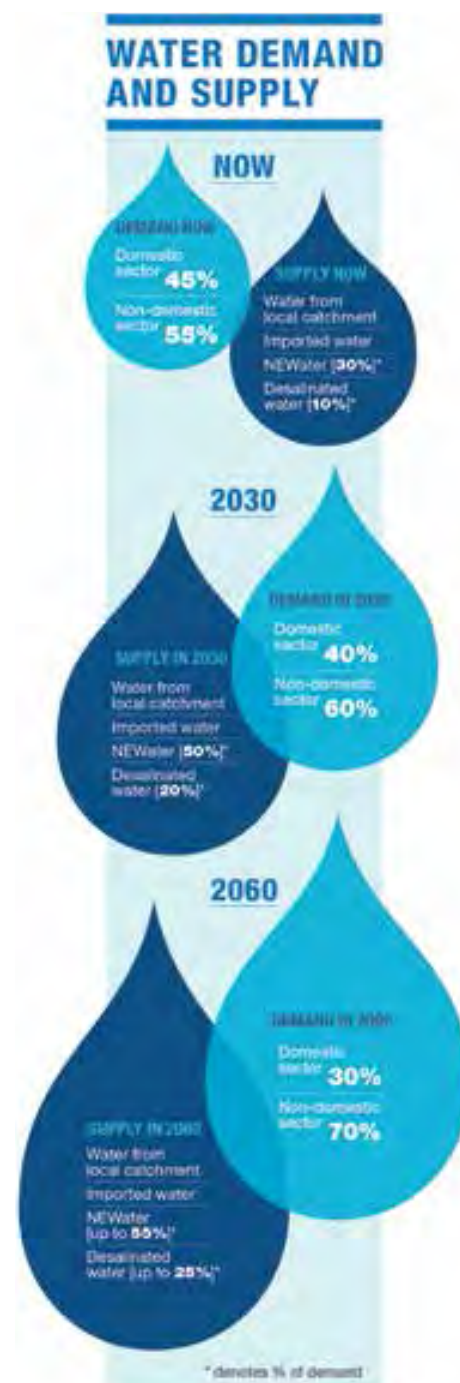 WATER DEMAND
AND SUPPLY
NOW
DEMAND NOW
Domestic
sector 45%
Non-domestic
sector 55%
SUPPLY NOW
Water from
local catchment
Imported water
NEWater [30%]*
Desalinated
water [10%]*
2030
DEMAND IN 2030
Domestic
sector 40%
Non-domestic
sector 60%
SUPPLY IN 2030
Water from
local catchment
Imported water
NEWater [50%]*
Desalinated
water [20%]*
2060
DEMAND IN 2060
Domestic
sector 30%
Non-domestic
sector 70%
SUPPLY IN 2060
Water from
local catchment
Imported water
NEWater
[up to 55%]*
Desalinated
water [up to 25%]*
* denotes % of demand